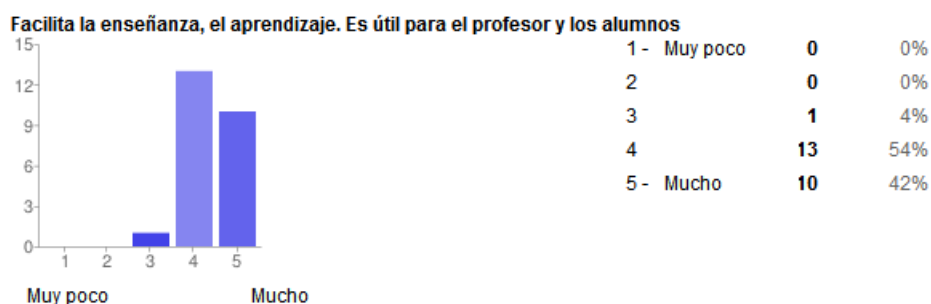 Facilita la enseñanza, el aprendizaje. Es útil para el profesor y los alumnos
15
12
9
6
3
0
1 2 3 4 5
Muy poco Mucho
1 - Muy poco 0 0%
2 0 0%
3 1 4%
4 13 54%
5 - Mucho 10 42%